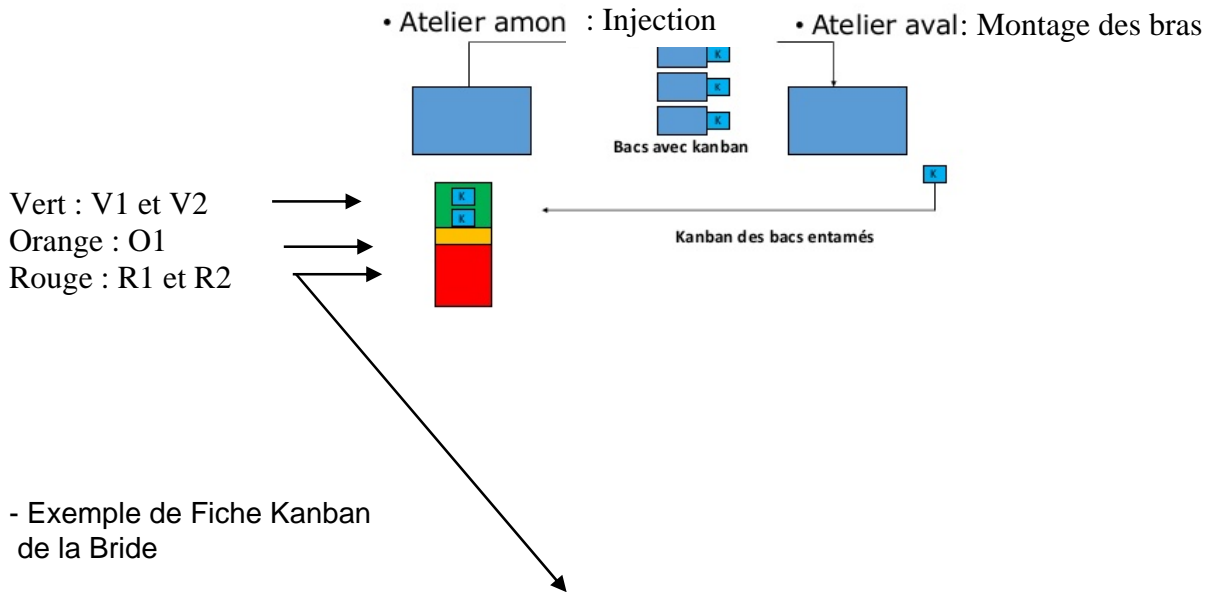 • Atelier amon : Injection
• Atelier aval: Montage des bras
K
K
K
Bacs avec kanban
K
Vert : V1 et V2
K
K
Orange : O1
Kanban des bacs entamés
Rouge : R1 et R2
- Exemple de Fiche Kanban
de la Bride